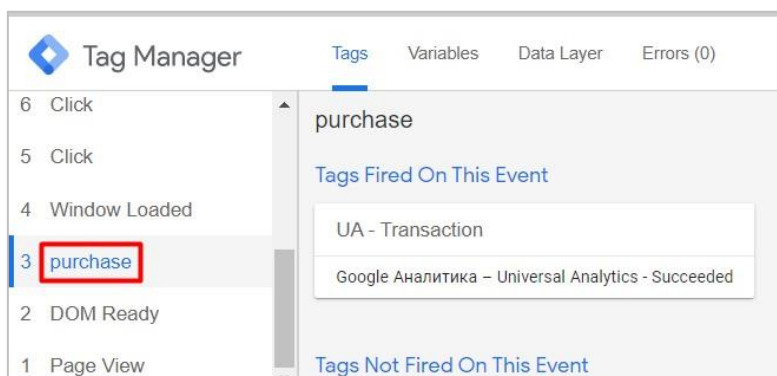 Tag Manager
Tags Variables Data Layer Errors (0)
6 Click
5 Click
4 Window Loaded
3 purchase
2 DOM Ready
1 Page View
purchase
Tags Fired On This Event
UA - Transaction
Google Аналитика – Universal Analytics - Succeeded
Tags Not Fired On This Event